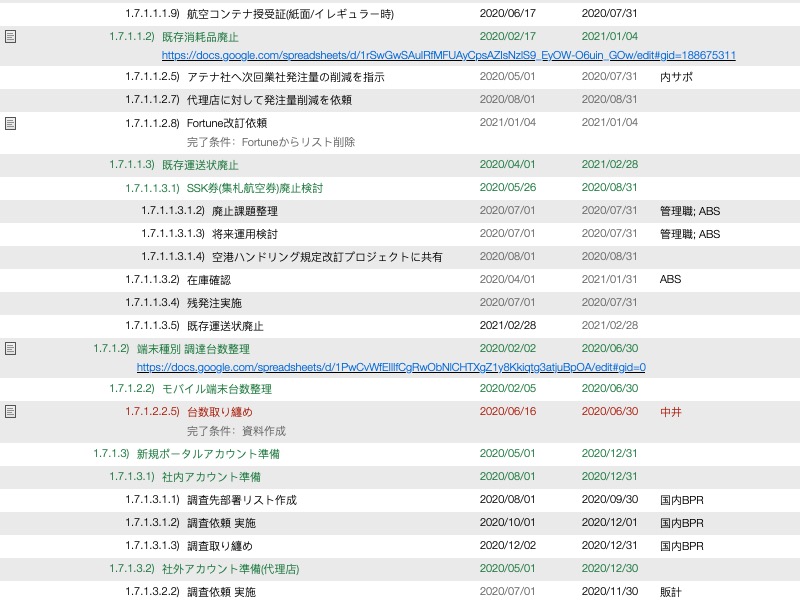 1.7.1.1.1.9) 航空コンテナ授受証(紙面/イレギュラー時) 2020/06/17 2020/07/31
1.7.1.1.2) 既存消耗品廃止 2020/02/17 2021/01/04
1.7.1.1.2.5) アテナ社へ次回業社発注量の削減を指示 2020/05/01 2020/07/31 内サポ
1.7.1.1.2.7) 代理店に対して発注量削減を依頼 2020/08/01 2020/08/31
1.7.1.1.2.8) Fortune改訂依頼 2021/01/04 2021/01/04
完了条件: Fortuneからリスト削除
1.7.1.1.3) 既存運送状廃止 2020/04/01 2021/02/28
1.7.1.1.3.1) SSK券(集札航空券)廃止検討 2020/05/26 2020/08/31
1.7.1.1.3.1.2) 廃止課題整理 2020/07/01 2020/07/31 管理職; ABS
1.7.1.1.3.1.3) 将来運用検討 2020/07/01 2020/07/31 管理職; ABS
1.7.1.1.3.1.4) 空港ハンドリング規定改訂プロジェクトに共有 2020/08/01 2020/08/31
1.7.1.1.3.2) 在庫確認 2020/04/01 2021/01/31 ABS
1.7.1.1.3.4) 残発注実施 2020/07/01 2020/07/31
1.7.1.1.3.5) 既存運送状廃止 2021/02/28 2021/02/28
1.7.1.2) 端末種別 調達台数整理 2020/02/02 2020/06/30
1.7.1.2.2) モバイル端末台数整理 2020/02/05 2020/06/30
1.7.1.2.2.5) 台数取り纏め 2020/06/16 2020/06/30 中井
完了条件: 資料作成
1.7.1.3) 新規ポータルアカウント準備 2020/05/01 2020/12/31
1.7.1.3.1) 社内アカウント準備 2020/08/01 2020/12/31
1.7.1.3.1.1) 調査先部署リスト作成 2020/08/01 2020/09/30 国内BPR
1.7.1.3.1.2) 調査依頼 実施 2020/10/01 2020/12/01 国内BPR
1.7.1.3.1.3) 調査取り纏め 2020/12/02 2020/12/31 国内BPR
1.7.1.3.2) 社外アカウント準備(代理店) 2020/05/01 2020/12/30
1.7.1.3.2.2) 調査依頼 実施 2020/07/01 2020/11/30 販計